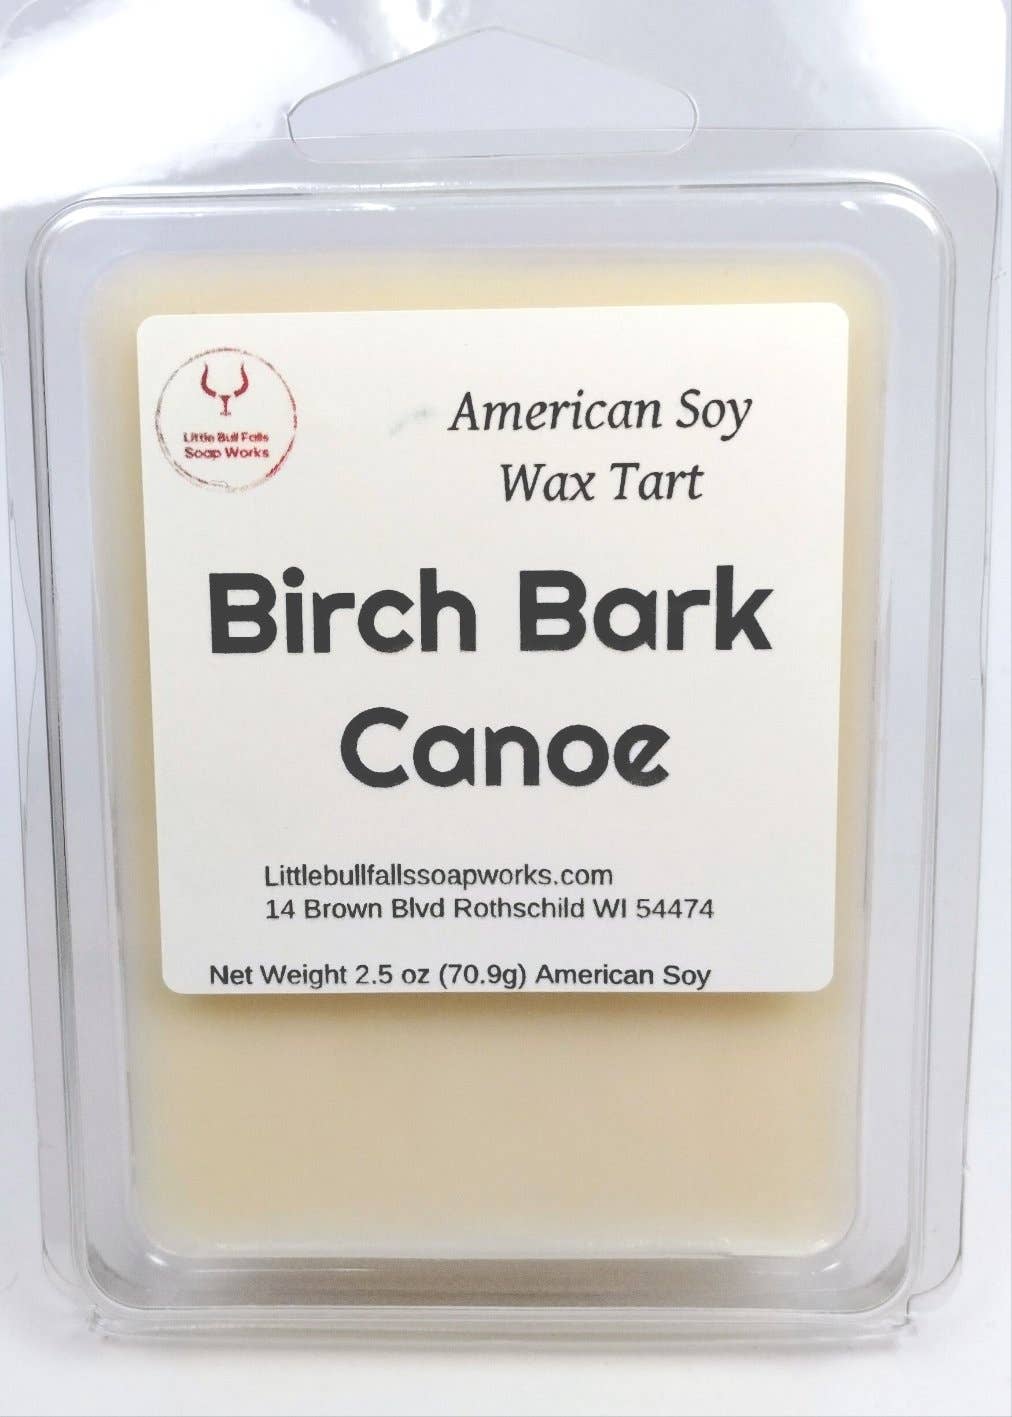 Little Bull Falls
Soap Works
American Soy
Wax Tart
Birch Bark
Canoe
Littlebullfallssoapworks.com
14 Brown Blvd Rothschild WI 54474
Net Weight 2.5 oz (70.9g) American Soy